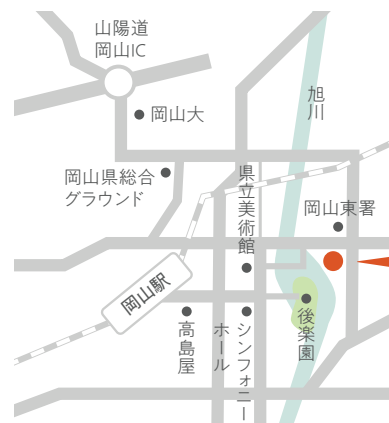 山陽道
岡山IC
岡山大
旭川
岡山県総合
グラウンド
県立美術館
岡山東署
岡山駅
後楽園
高島屋
シンフォニー
ホール